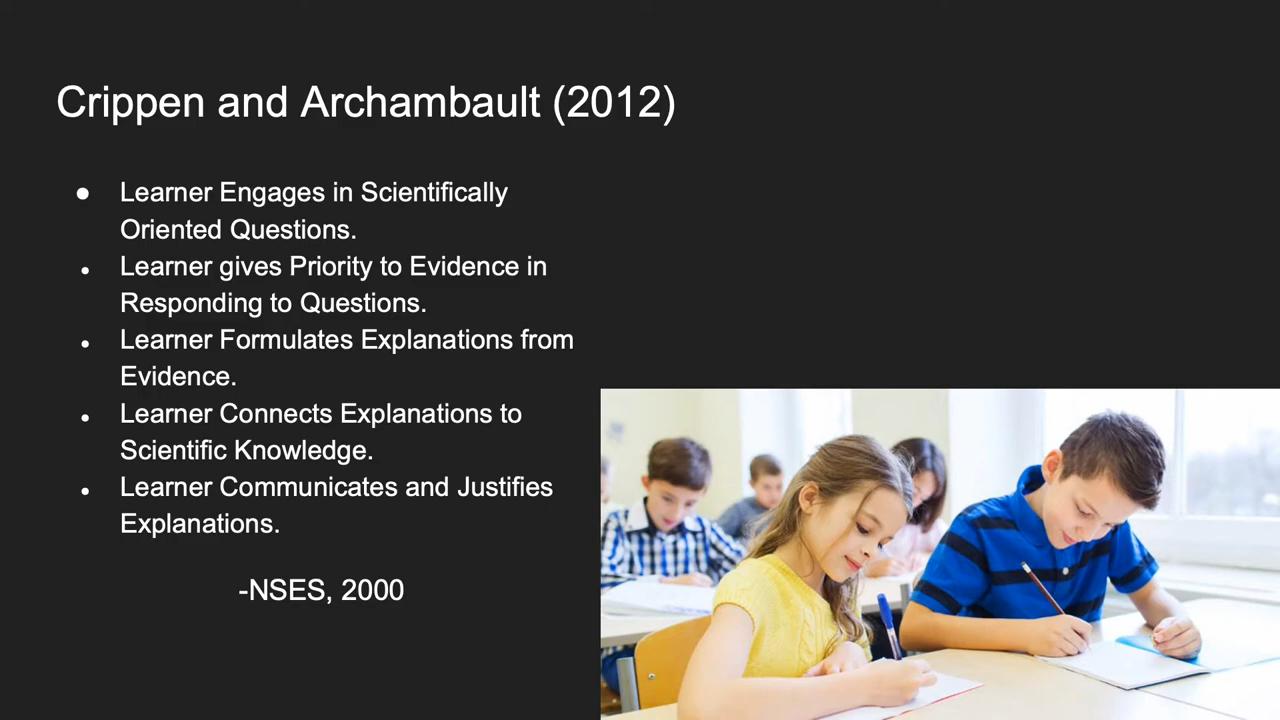 Crippen and Archambault (2012)
● Learner Engages in Scientifically
Oriented Questions.
● Learner gives Priority to Evidence in
Responding to Questions.
● Learner Formulates Explanations from
Evidence.
● Learner Connects Explanations to
Scientific Knowledge.
● Learner Communicates and Justifies
Explanations.
-NSES, 2000